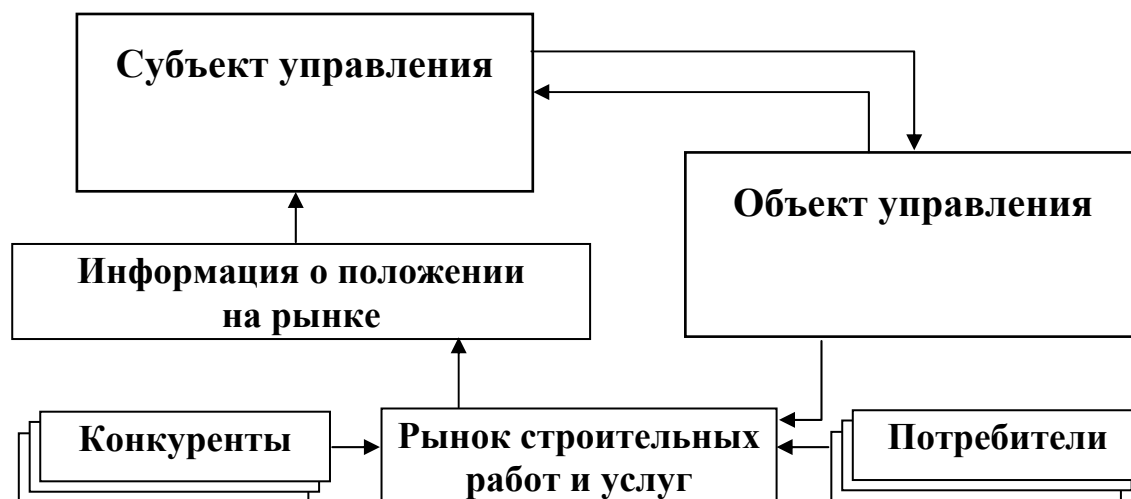 Субъект управления
Объект управления
Информация о положении
на рынке
Конкуренты
Рынок строительных
работ и услуг
Потребители